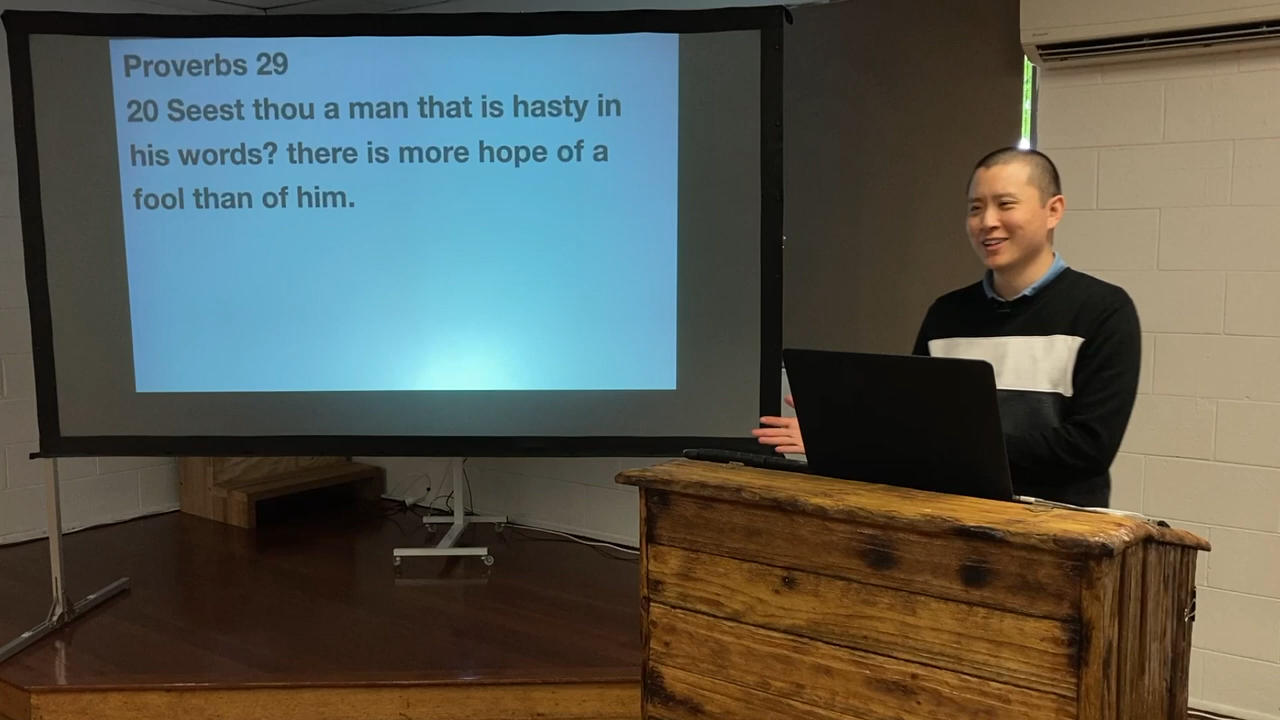 Proverbs 29
20 Seest thou a man that is hasty in
his words? there is more hope of a
fool than of him.